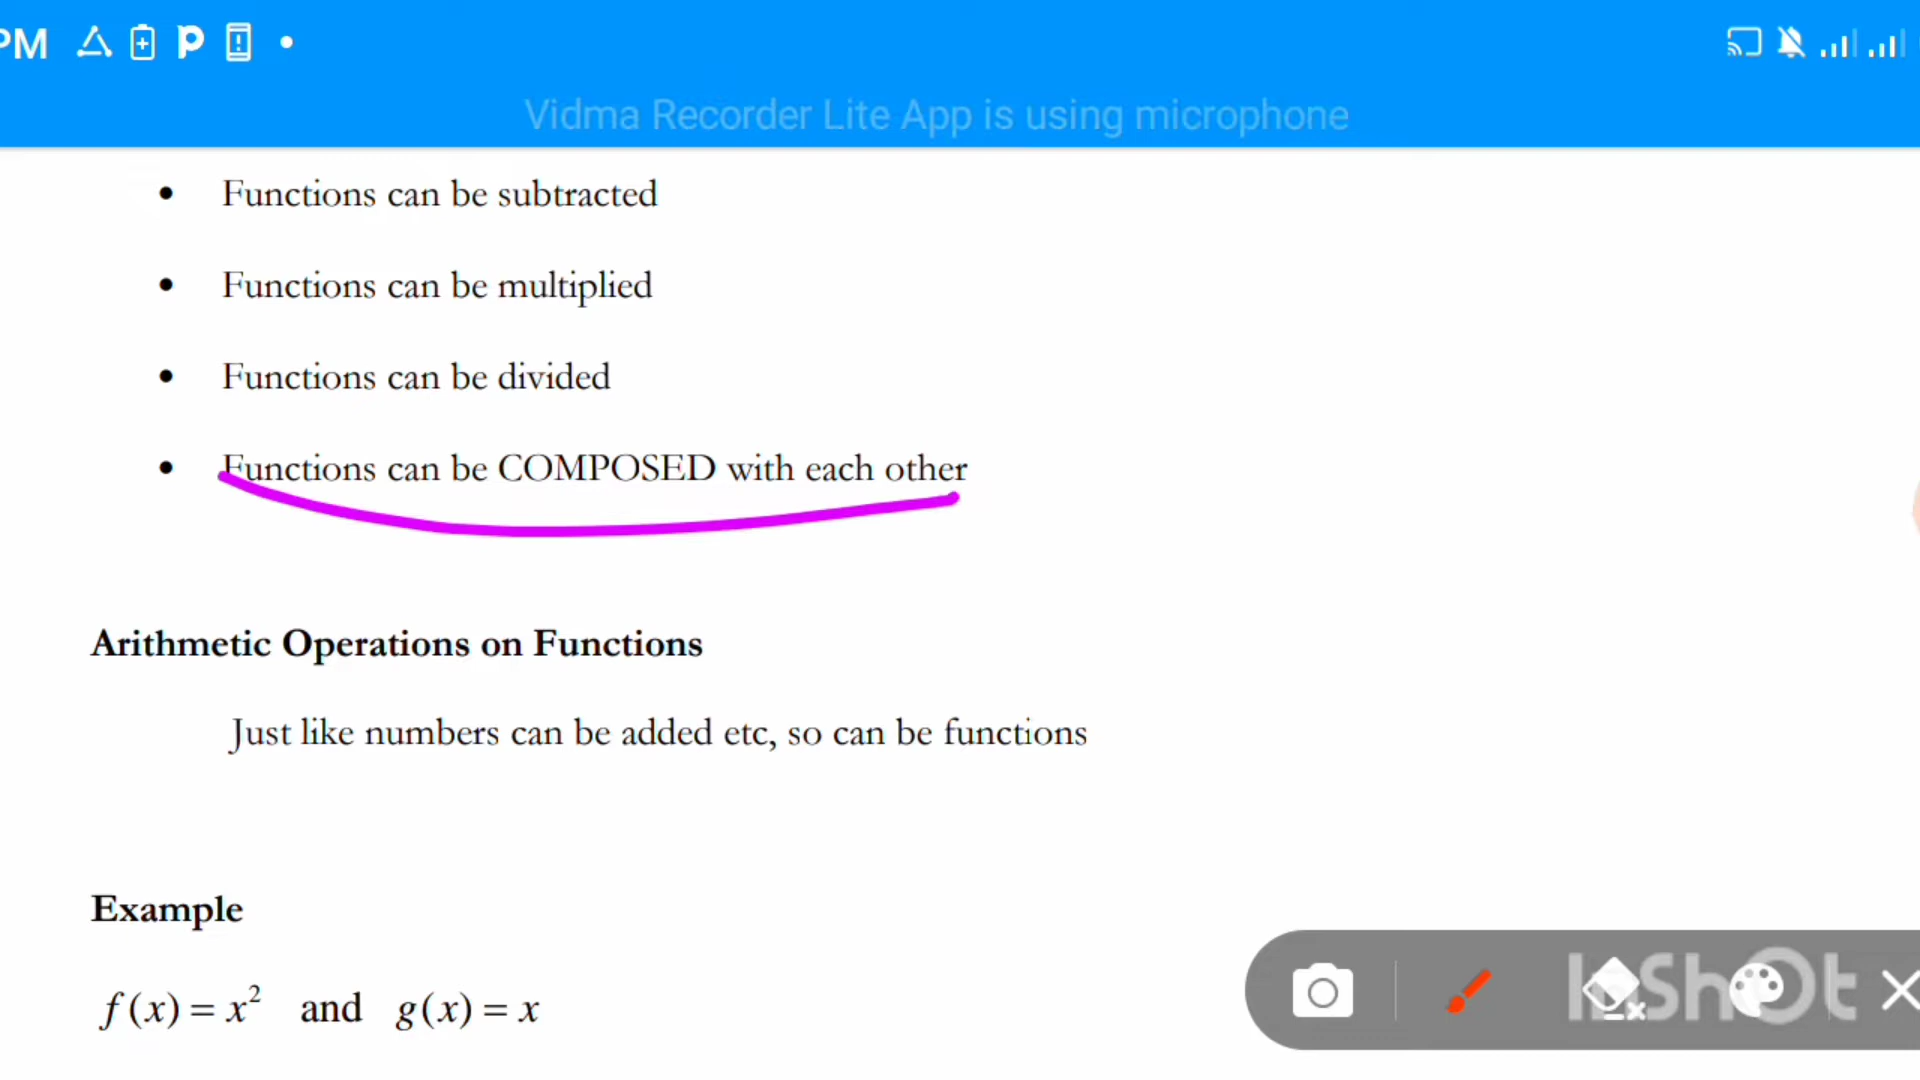 PM
Vidma Recorder Lite App is using microphone
• Functions can be subtracted
• Functions can be multiplied
• Functions can be divided
• Functions can be COMPOSED with each other
Arithmetic Operations on Functions
Just like numbers can be added etc, so can be functions
Example
f(x) = x² and g(x) = x
InShOt